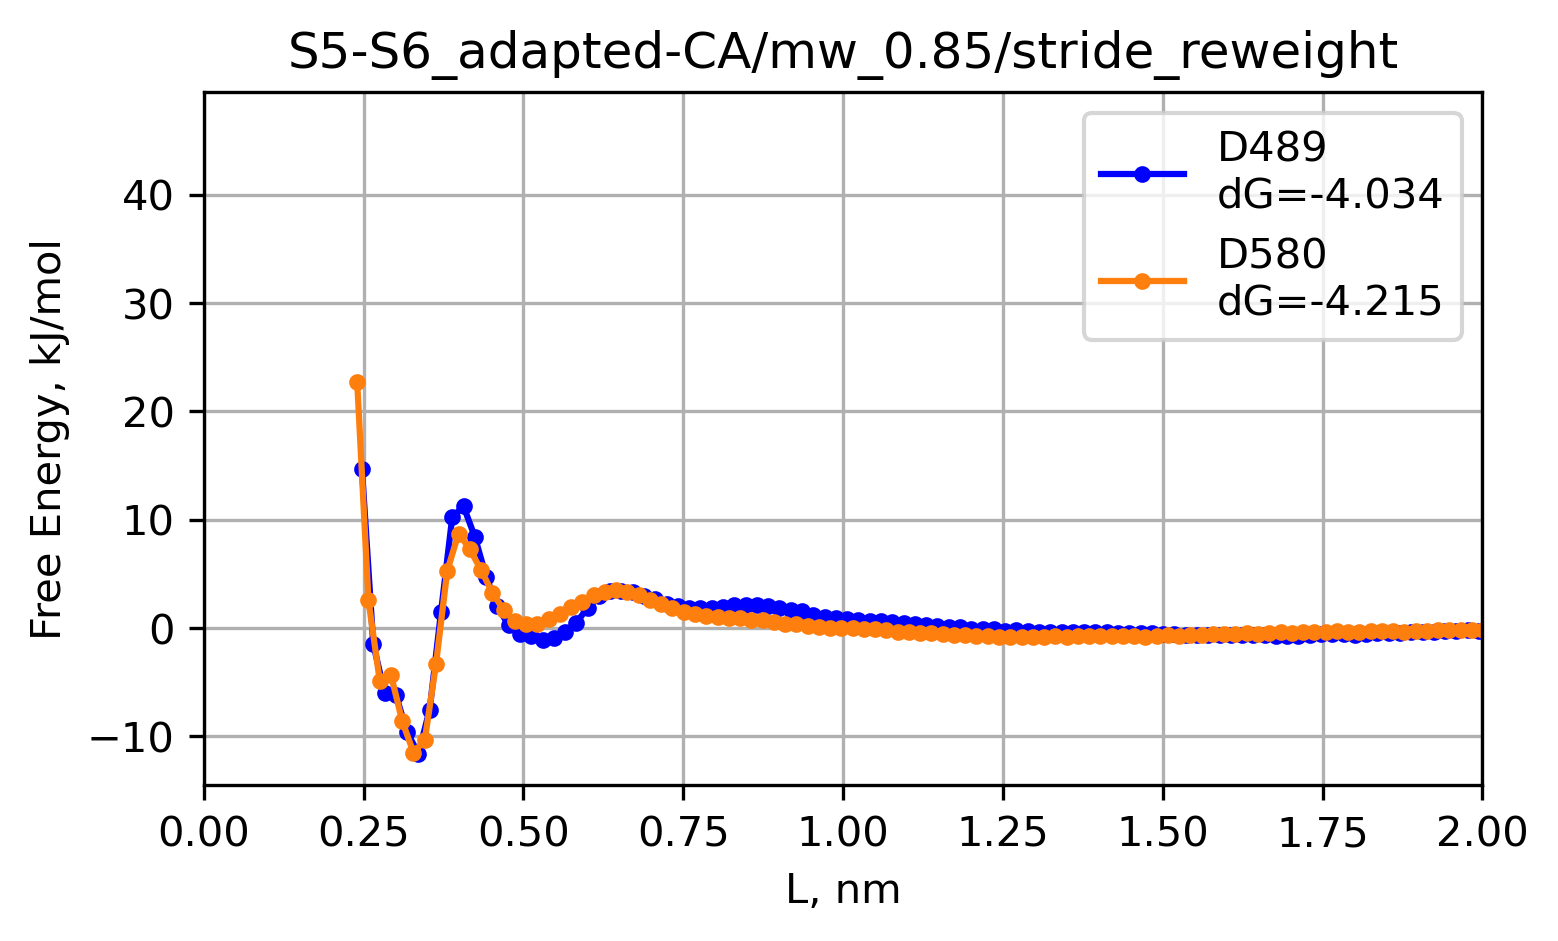 S5-S6_adapted-CA/mw_0.85/stride_reweight
D489
dG=-4.034
D580
dG=-4.215
Free Energy, kJ/mol
40
30
20
10
0
−10
0.00 0.25 0.50 0.75 1.00 1.25 1.50 1.75 2.00
L, nm